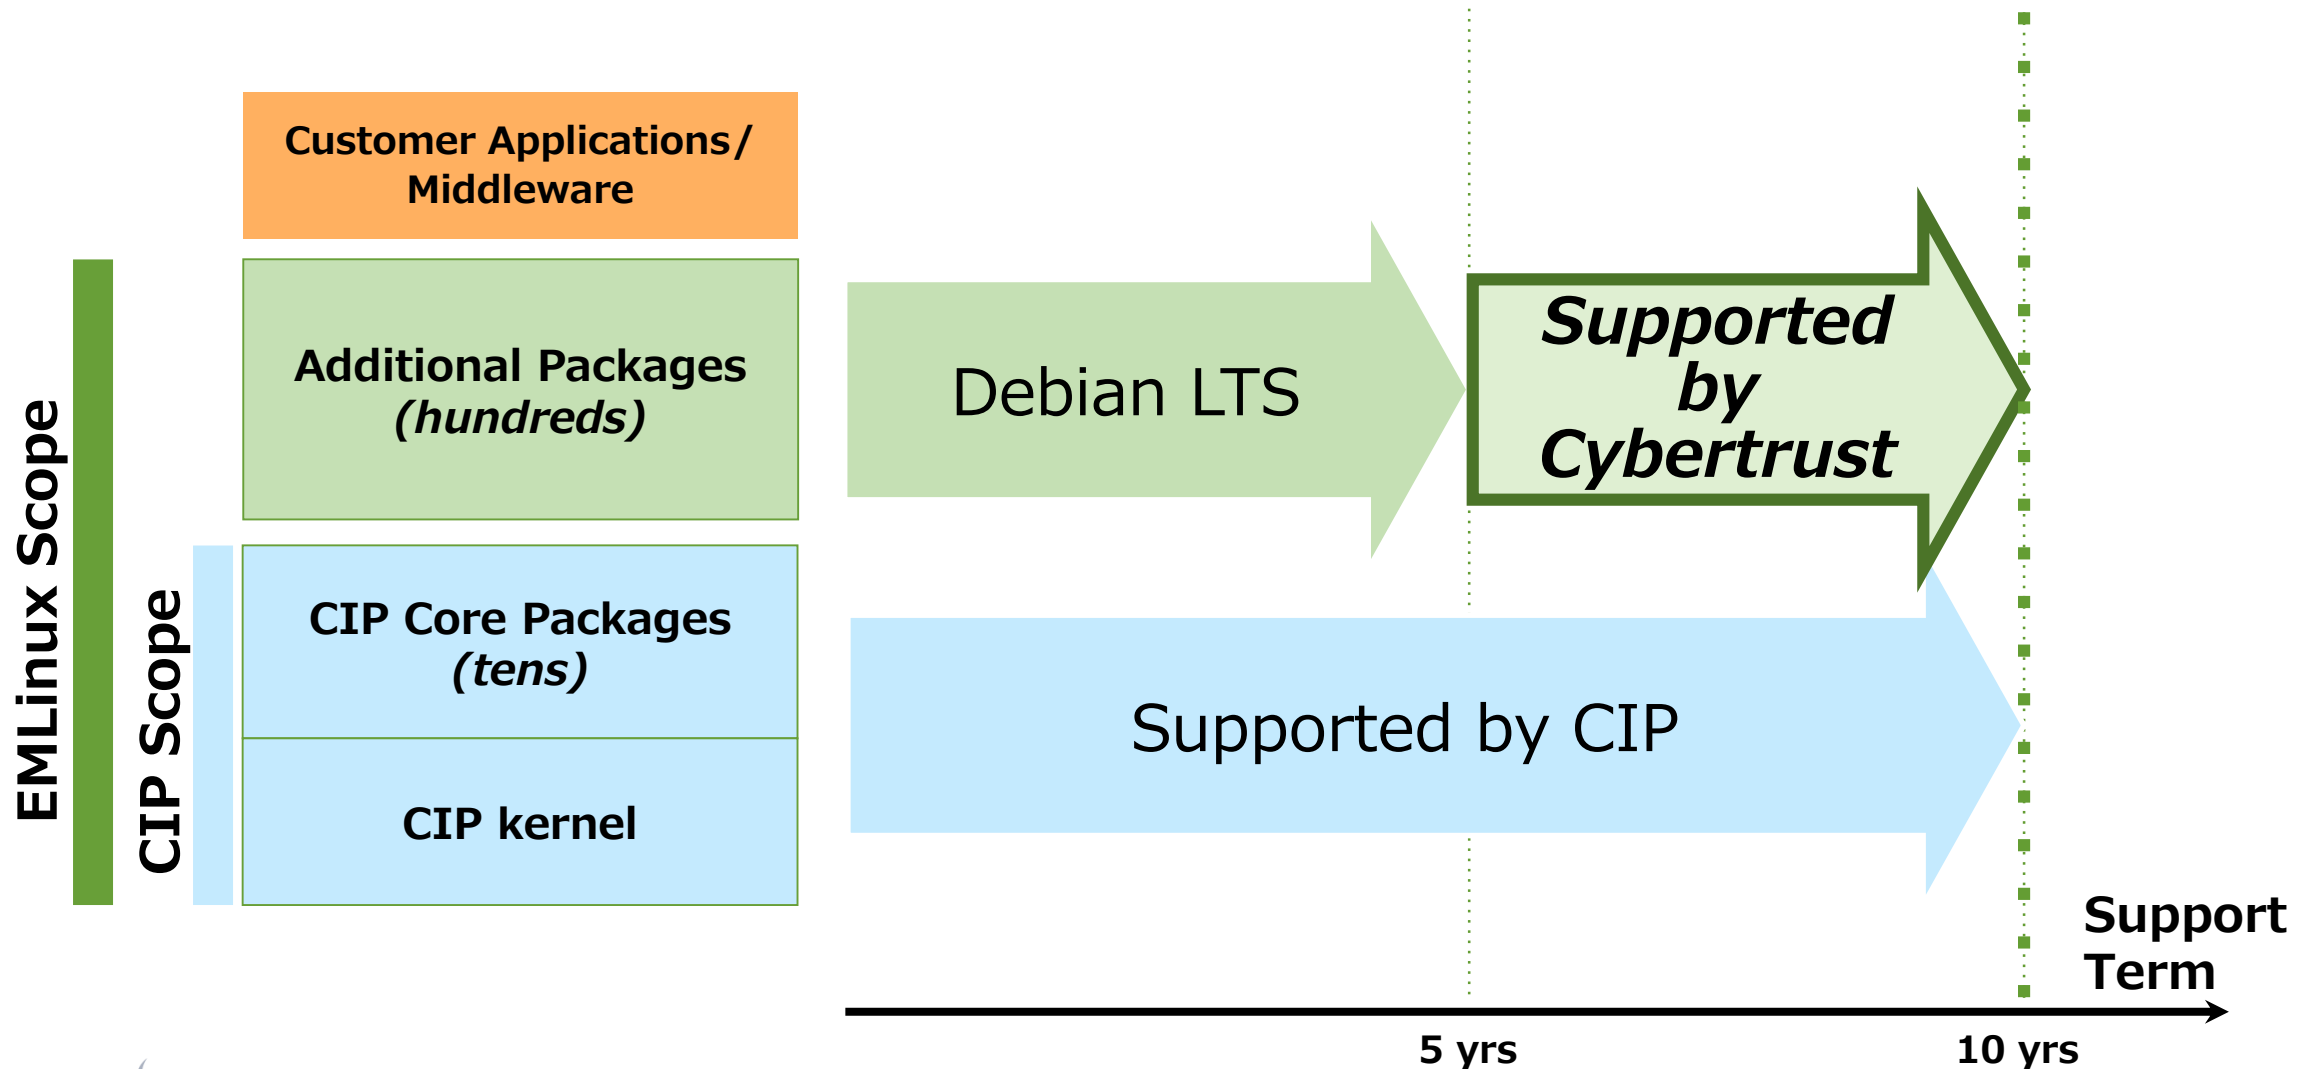 Customer Applications/
Middleware
EMLinux Scope
Additional Packages
(hundreds)
Debian LTS
Supported
by
Cybertrust
CIP Scope
CIP Core Packages
(tens)
CIP kernel
Supported by CIP
Support
Term
5 yrs
10 yrs